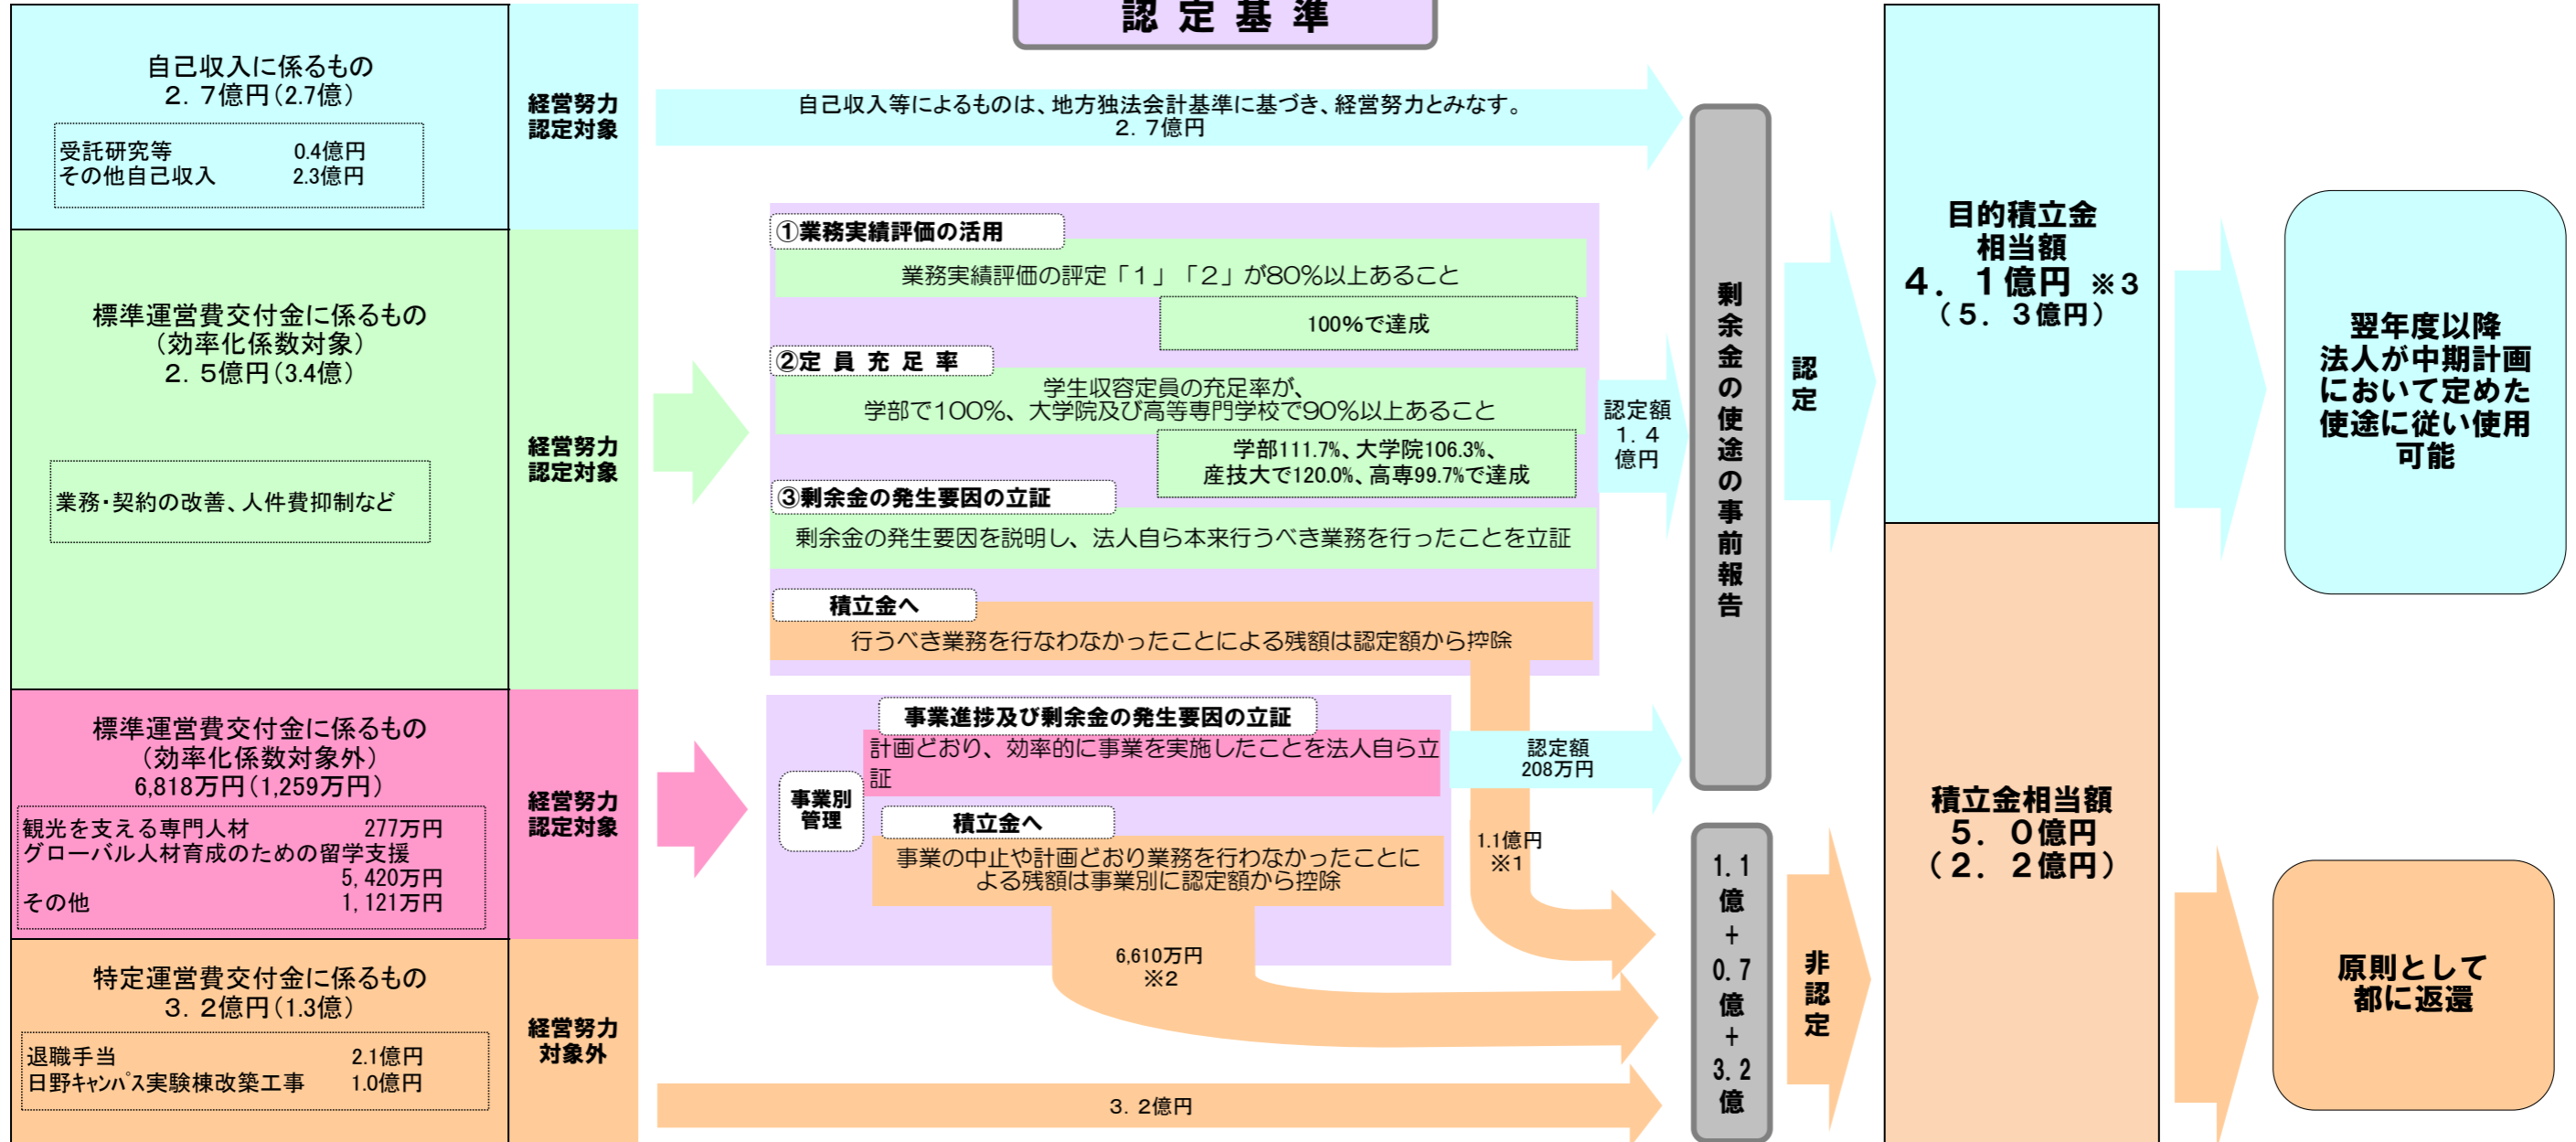 認 定 基 準
自己収入に係るもの
２．７億円（2.7億）
受託研究等 0.4億円
その他自己収入 2.3億円
経営努力
認定対象
自己収入等によるものは、地方独法会計基準に基づき、経営努力とみなす。
２．７億円
標準運営費交付金に係るもの
（効率化係数対象）
２．５億円（3.4億）
業務・契約の改善、人件費抑制など
経営努力
認定対象
①業務実績評価の活用
業務実績評価の評定「１」「２」が80％以上あること
100％で達成
②定 員 充 足 率
学生収容定員の充足率が、
学部で１００％、大学院及び高等専門学校で９０％以上あること
学部111.7%、大学院106.3%、
産技大で120.0%、高専99.7%で達成
③剰余金の発生要因の立証
剰余金の発生要因を説明し、法人自ら本来行うべき業務を行ったことを立証
積立金へ
行うべき業務を行なわなかったことによる残額は認定額から控除
認定額
１．４
億円
標準運営費交付金に係るもの
（効率化係数対象外）
6,818万円（1,259万円）
観光を支える専門人材 277万円
グローバル人材育成のための留学支援
5,420万円
その他 1,121万円
経営努力
認定対象
事業別
管理
事業進捗及び剰余金の発生要因の立証
計画どおり、効率的に事業を実施したことを法人自ら立
証
積立金へ
事業の中止や計画どおり業務を行わなかったことに
よる残額は事業別に認定額から控除
認定額
208万円
1.1億円
※1
6,610万円
※2
特定運営費交付金に係るもの
３．２億円（1.3億）
退職手当 2.1億円
日野ｷｬﾝﾊﾟｽ実験棟改築工事 1.0億円
経営努力
対象外
３．２億円
剰余金の使途の事前報告
1.1
億
+
0.7
億
+
3.2
億
認定
非認定
目的積立金
相当額
４．１億円 ※３
（５．３億円）
積立金相当額
５．０億円
（２．２億円）
翌年度以降
法人が中期計画
において定めた
使途に従い使用
可能
原則として
都に返還